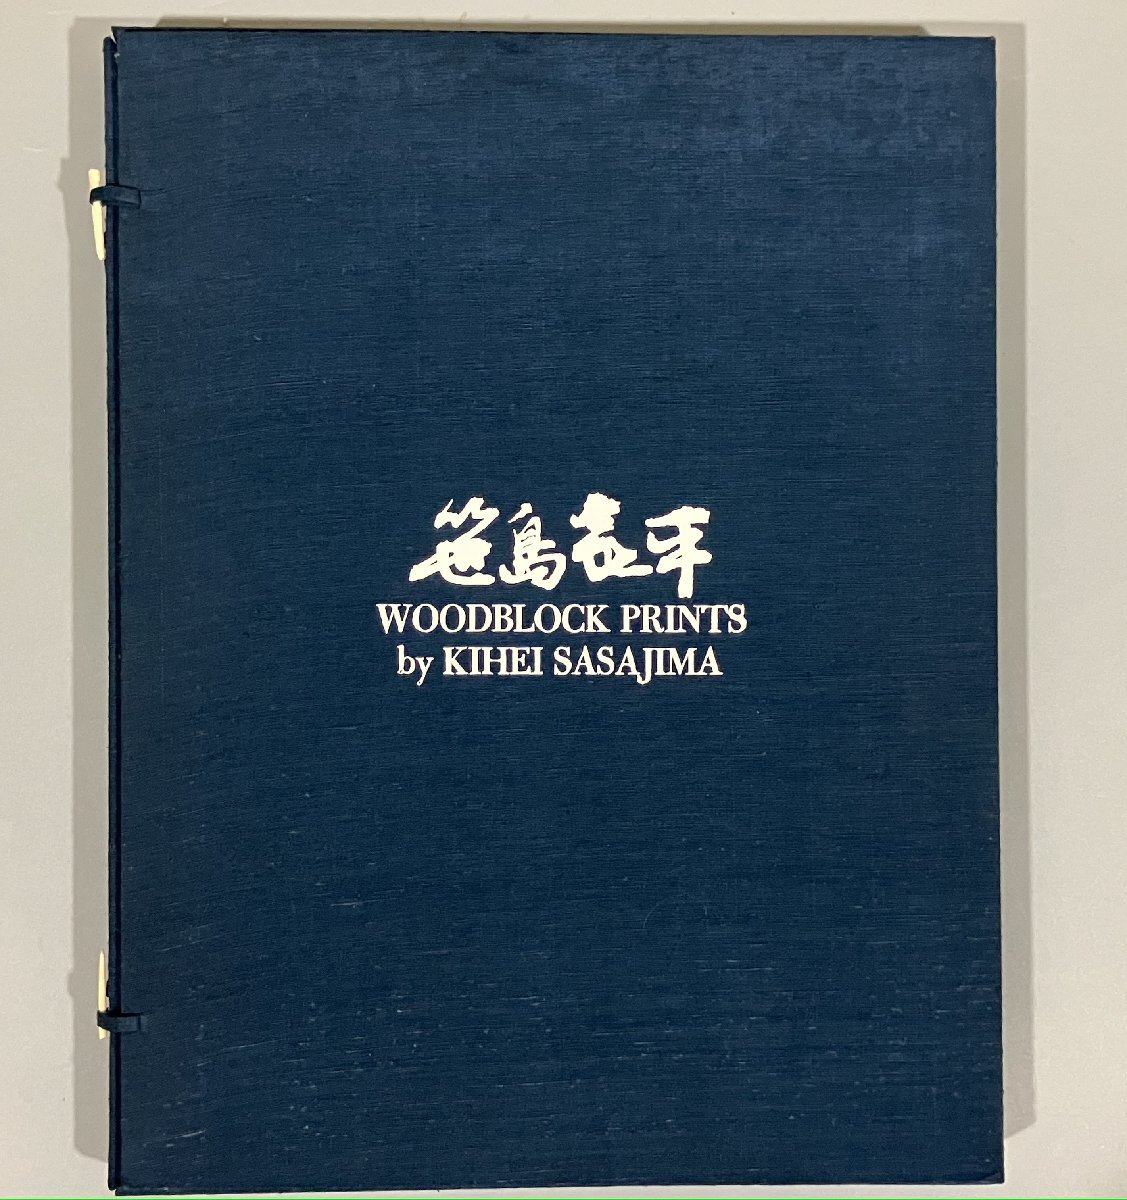 笹島喜平
WOODBLOCK PRINTS
by KIHEI SASAJIMA